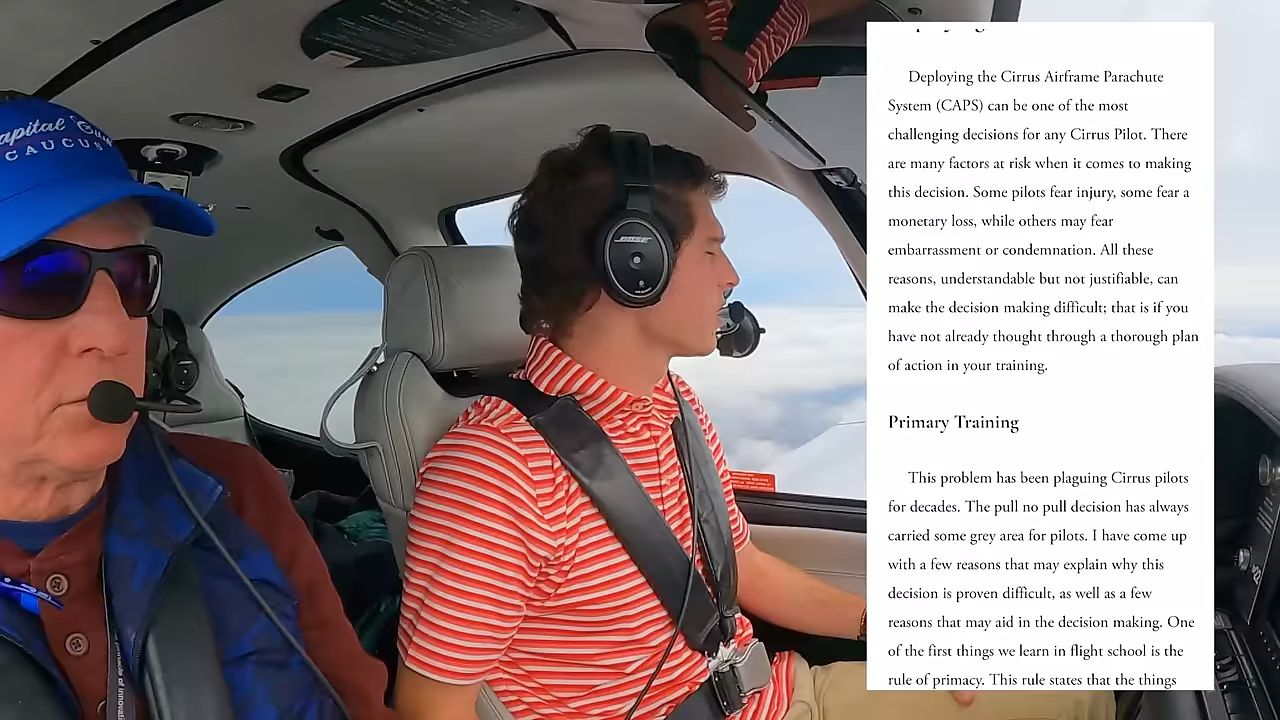 CAUCUS
BOSE
Deploying the Cirrus Airframe Parachute
System (CAPS) can be one of the most
challenging decisions for any Cirrus Pilot. There
are many factors at risk when it comes to making
this decision. Some pilots fear injury, some fear a
monetary loss, while others may fear
embarrassment or condemnation. All these
reasons, understandable but not justifiable, can
make the decision making difficult; that is if you
have not already thought through a thorough plan
of action in your training.
Primary Training
This problem has been plaguing Cirrus pilots
for decades. The pull no pull decision has always
carried some grey area for pilots. I have come up
with a few reasons that may explain why this
decision is proven difficult, as well as a few
reasons that may aid in the decision making. One
of the first things we learn in flight school is the
rule of primacy. This rule states that the things